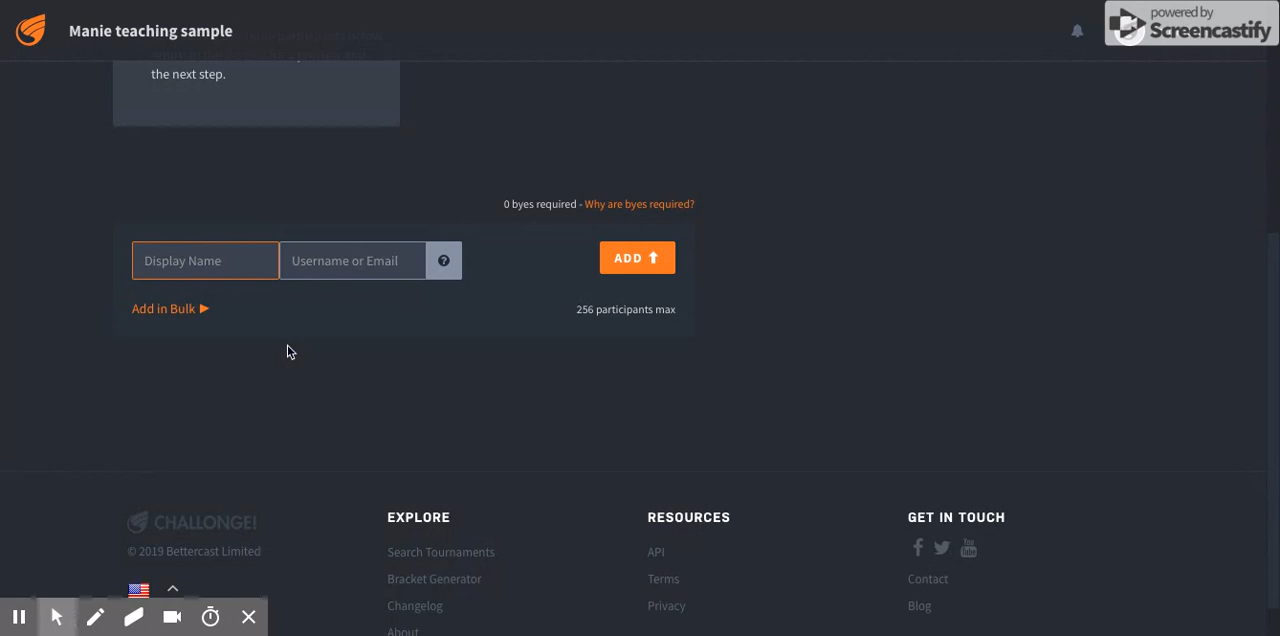 Manie teaching sample
powered by
Screencastify
the next step.
0 byes required - Why are byes required?
Display Name
Username or Email
?
ADD
Add in Bulk
256 participants max
CHALLONGE!
© 2019 Bettercast Limited
EXPLORE
Search Tournaments
Bracket Generator
Changelog
About
RESOURCES
API
Terms
Privacy
GET IN TOUCH
You Tube
Contact
Blog